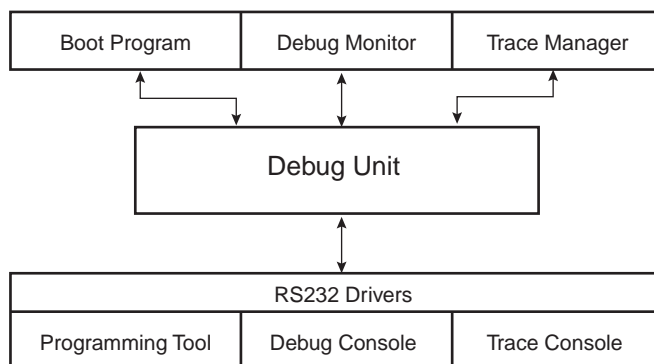 Boot Program
Debug Monitor
Trace Manager
Debug Unit
RS232 Drivers
Programming Tool
Debug Console
Trace Console